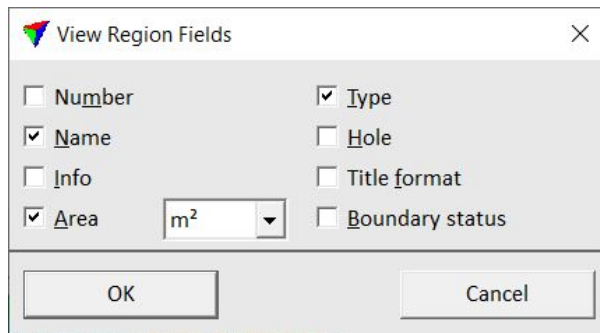 View Region Fields
Number
Type
Name
Hole
Info
Title format
Area m²
Boundary status
OK
Cancel